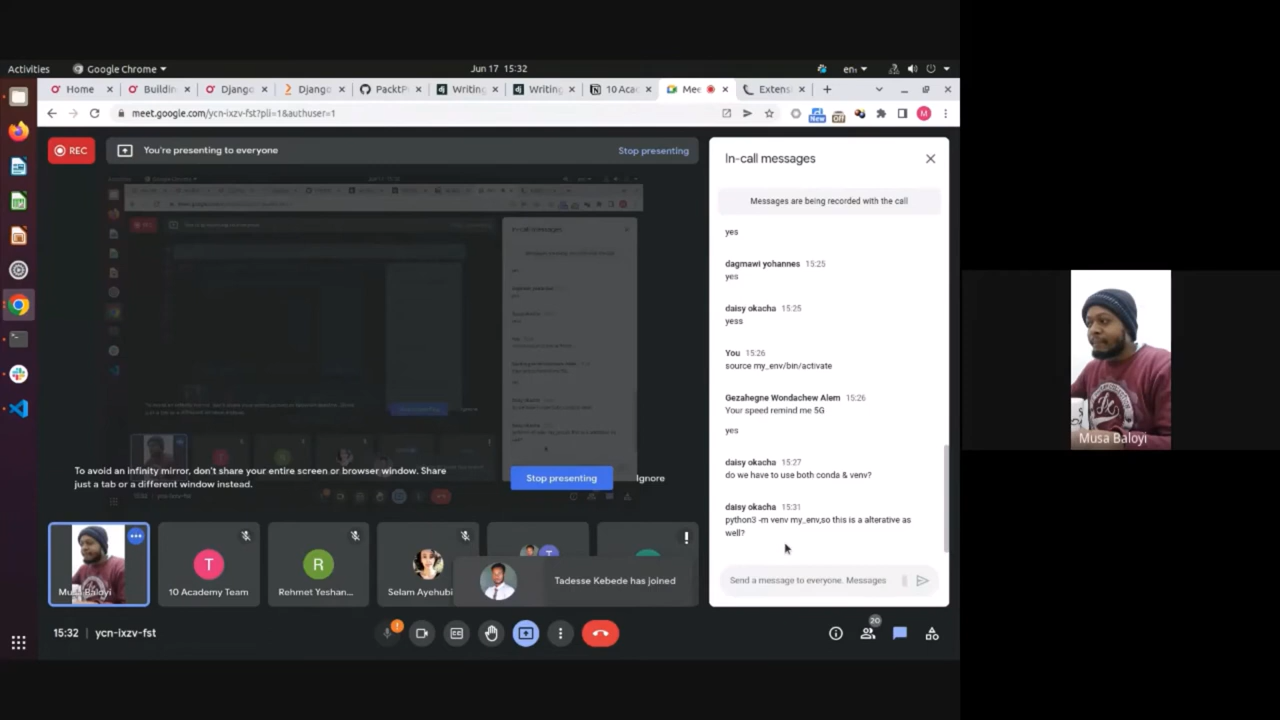 Activities
Google Chrome
Jun 17 15:32
en₁
Home
Buildin
Django
Django
PacktP
Writing
Writing
10 Acac
Mee
Extens
meet.google.com/ycn-ixzv-fst?pli=1&authuser=1
New
Off
M
REC
You're presenting to everyone
Stop presenting
In-call messages
Messages are being recorded with the call
yes
dagmawi yohannes 15:25
yes
daisy okacha 15:25
yess
You 15:26
source my_env/bin/activate
Gezahegne Wondachew Alem 15:26
Your speed remind me 5G
yes
daisy okacha 15:27
do we have to use both conda & venv?
daisy okacha 15:31
python3 -m venv my_env,so this is a alterative as
well?
Send a message to everyone. Messages
To avoid an infinity mirror, don't share your entire screen or browser window. Share
just a tab or a different window instead.
Stop presenting
Ignore
Musa Baloyi
T
10 Academy Team
R
Rehmet Yeshan...
Selam Ayehubi
T
Tadesse Kebede has joined
15:32 | ycn-ixzv-fst
20
Musa Baloyi